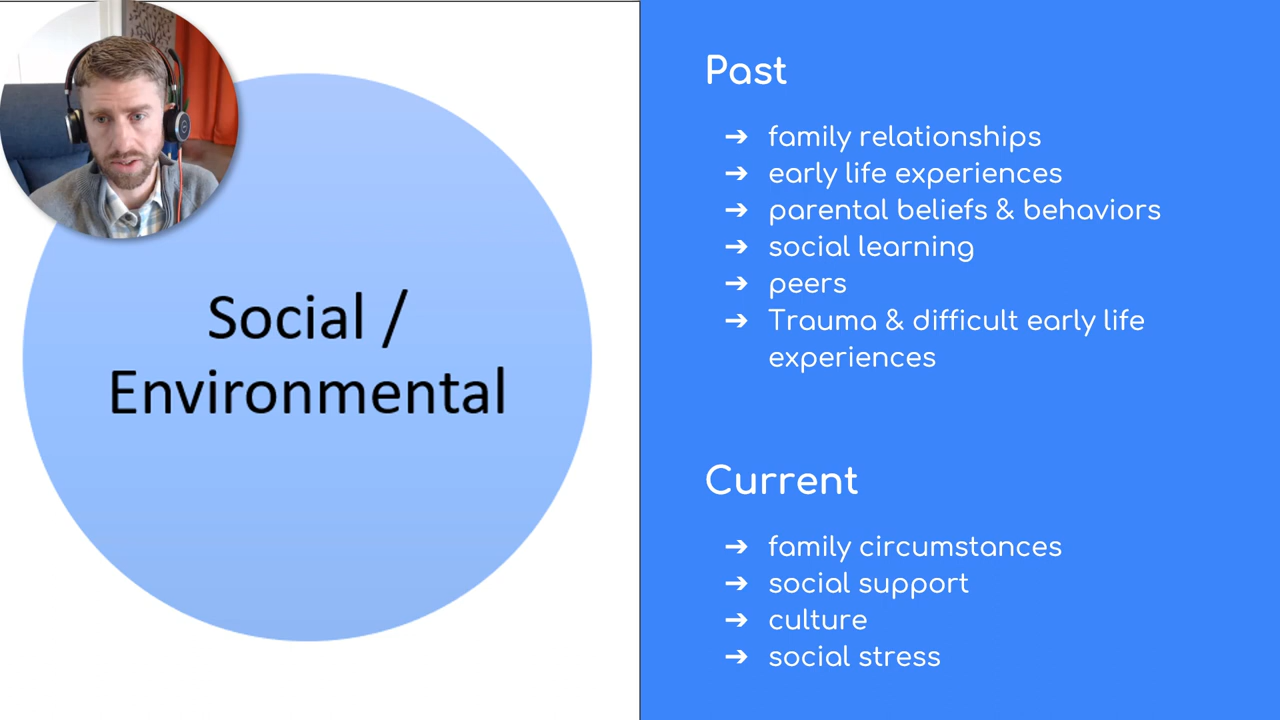 Social /
Environmental
Past
➔ family relationships
➔ early life experiences
➔ parental beliefs & behaviors
➔ social learning
➔ peers
➔ Trauma & difficult early life
experiences
Current
➔ family circumstances
➔ social support
➔ culture
➔ social stress